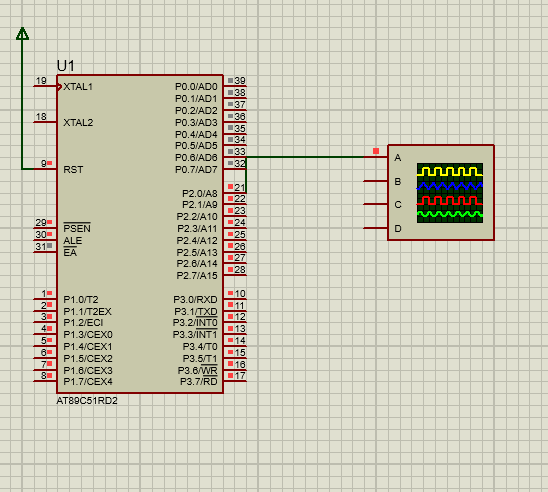 U1
19 XTAL1
18 XTAL2
9 RST
29 PSEN
30 ALE
31 EA
1 P1.0/T2
2 P1.1/T2EX
3 P1.2/ECI
4 P1.3/CEX0
5 P1.4/CEX1
6 P1.5/CEX2
7 P1.6/CEX3
8 P1.7/CEX4
P0.0/AD0 39
P0.1/AD1 38
P0.2/AD2 37
P0.3/AD3 36
P0.4/AD4 35
P0.5/AD5 34
P0.6/AD6 33
P0.7/AD7 32
P2.0/A8 21
P2.1/A9 22
P2.2/A10 23
P2.3/A11 24
P2.4/A12 25
P2.5/A13 26
P2.6/A14 27
P2.7/A15 28
P3.0/RXD 10
P3.1/TXD 11
P3.2/INT0 12
P3.3/INT1 13
P3.4/T0 14
P3.5/T1 15
P3.6/WR 16
P3.7/RD 17
AT89C51RD2
A
B
C
D